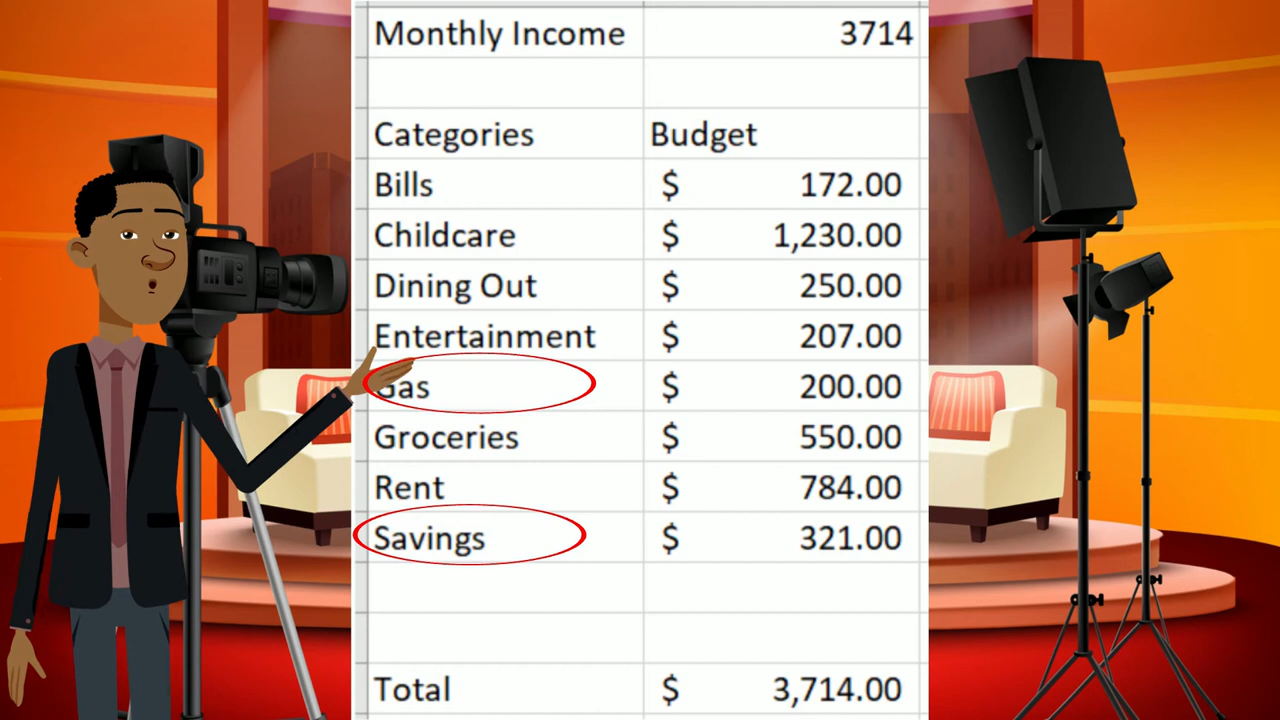 Monthly Income 3714
Categories Budget
Bills $ 172.00
Childcare $ 1,230.00
Dining Out $ 250.00
Entertainment $ 207.00
Gas $ 200.00
Groceries $ 550.00
Rent $ 784.00
Savings $ 321.00
Total $ 3,714.00